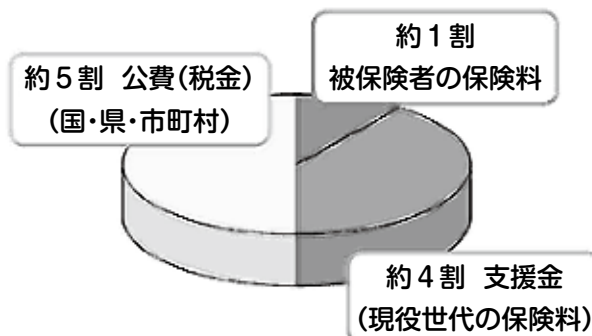 約5割 公費(税金)
(国・県・市町村)
約1割
被保険者の保険料
約4割 支援金
(現役世代の保険料)